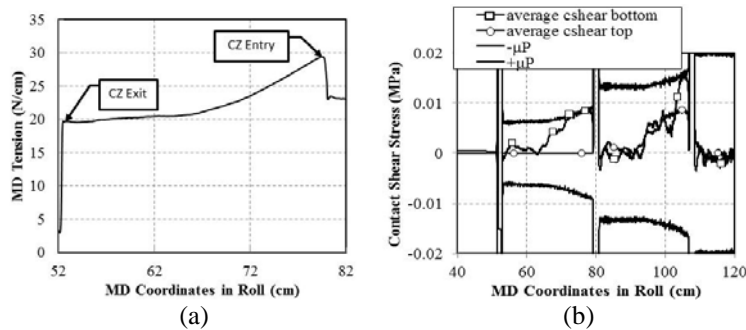 (a)
35
30
25
20
15
10
5
0
MD Tension (N/cm)
CZ Entry
CZ Exit
52
62
72
82
MD Coordinates in Roll (cm)
(a)
(b)
average cshear bottom
average cshear top
-μP
+μP
0.02
0.01
0
-0.01
-0.02
Contact Shear Stress (MPa)
40
60
80
100
120
MD Coordinates in Roll (cm)
(b)